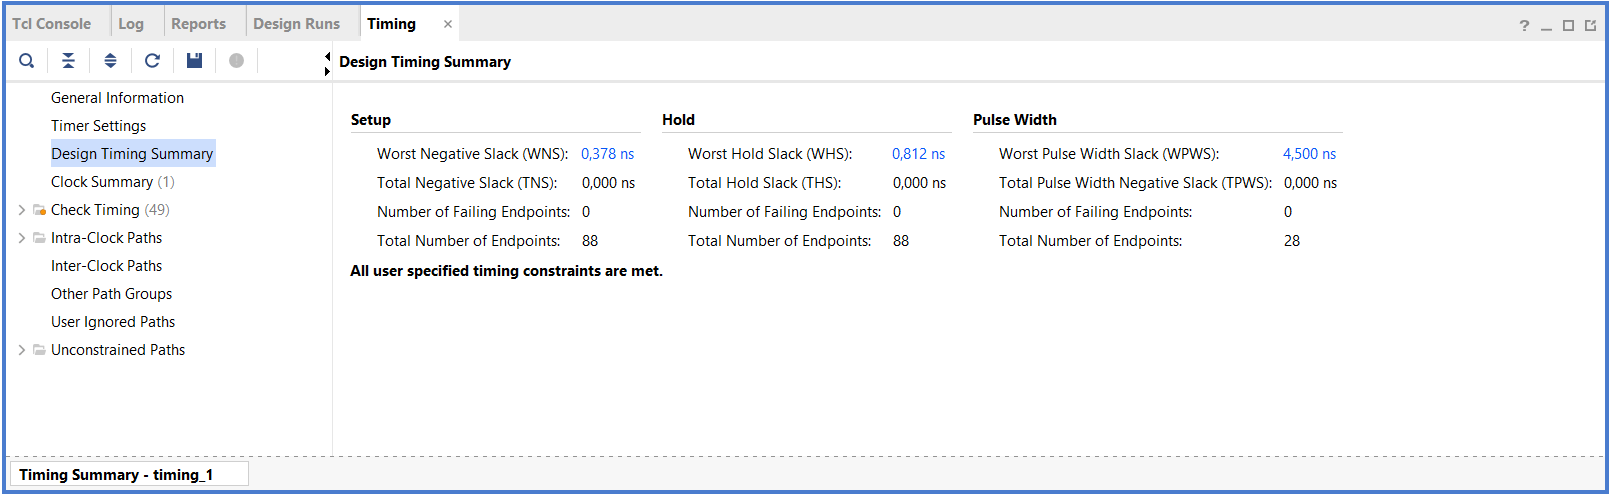 Tcl Console Log Reports Design Runs Timing ×
?
Design Timing Summary
General Information
Timer Settings
Design Timing Summary
Clock Summary (1)
Check Timing (49)
Intra-Clock Paths
Inter-Clock Paths
Other Path Groups
User Ignored Paths
Unconstrained Paths
Setup Hold Pulse Width
Worst Negative Slack (WNS): 0,378 ns Worst Hold Slack (WHS): 0,812 ns Worst Pulse Width Slack (WPWS): 4,500 ns
Total Negative Slack (TNS): 0,000 ns Total Hold Slack (THS): 0,000 ns Total Pulse Width Negative Slack (TPWS): 0,000 ns
Number of Failing Endpoints: 0 Number of Failing Endpoints: 0 Number of Failing Endpoints: 0
Total Number of Endpoints: 88 Total Number of Endpoints: 88 Total Number of Endpoints: 28
All user specified timing constraints are met.
Timing Summary - timing_1